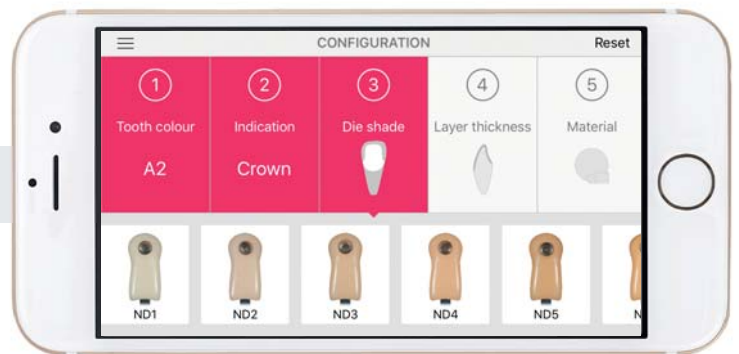 CONFIGURATION Reset
1 2 3 4 5
Tooth colour Indication Die shade Layer thickness Material
A2 Crown
ND1 ND2 ND3 ND4 ND5